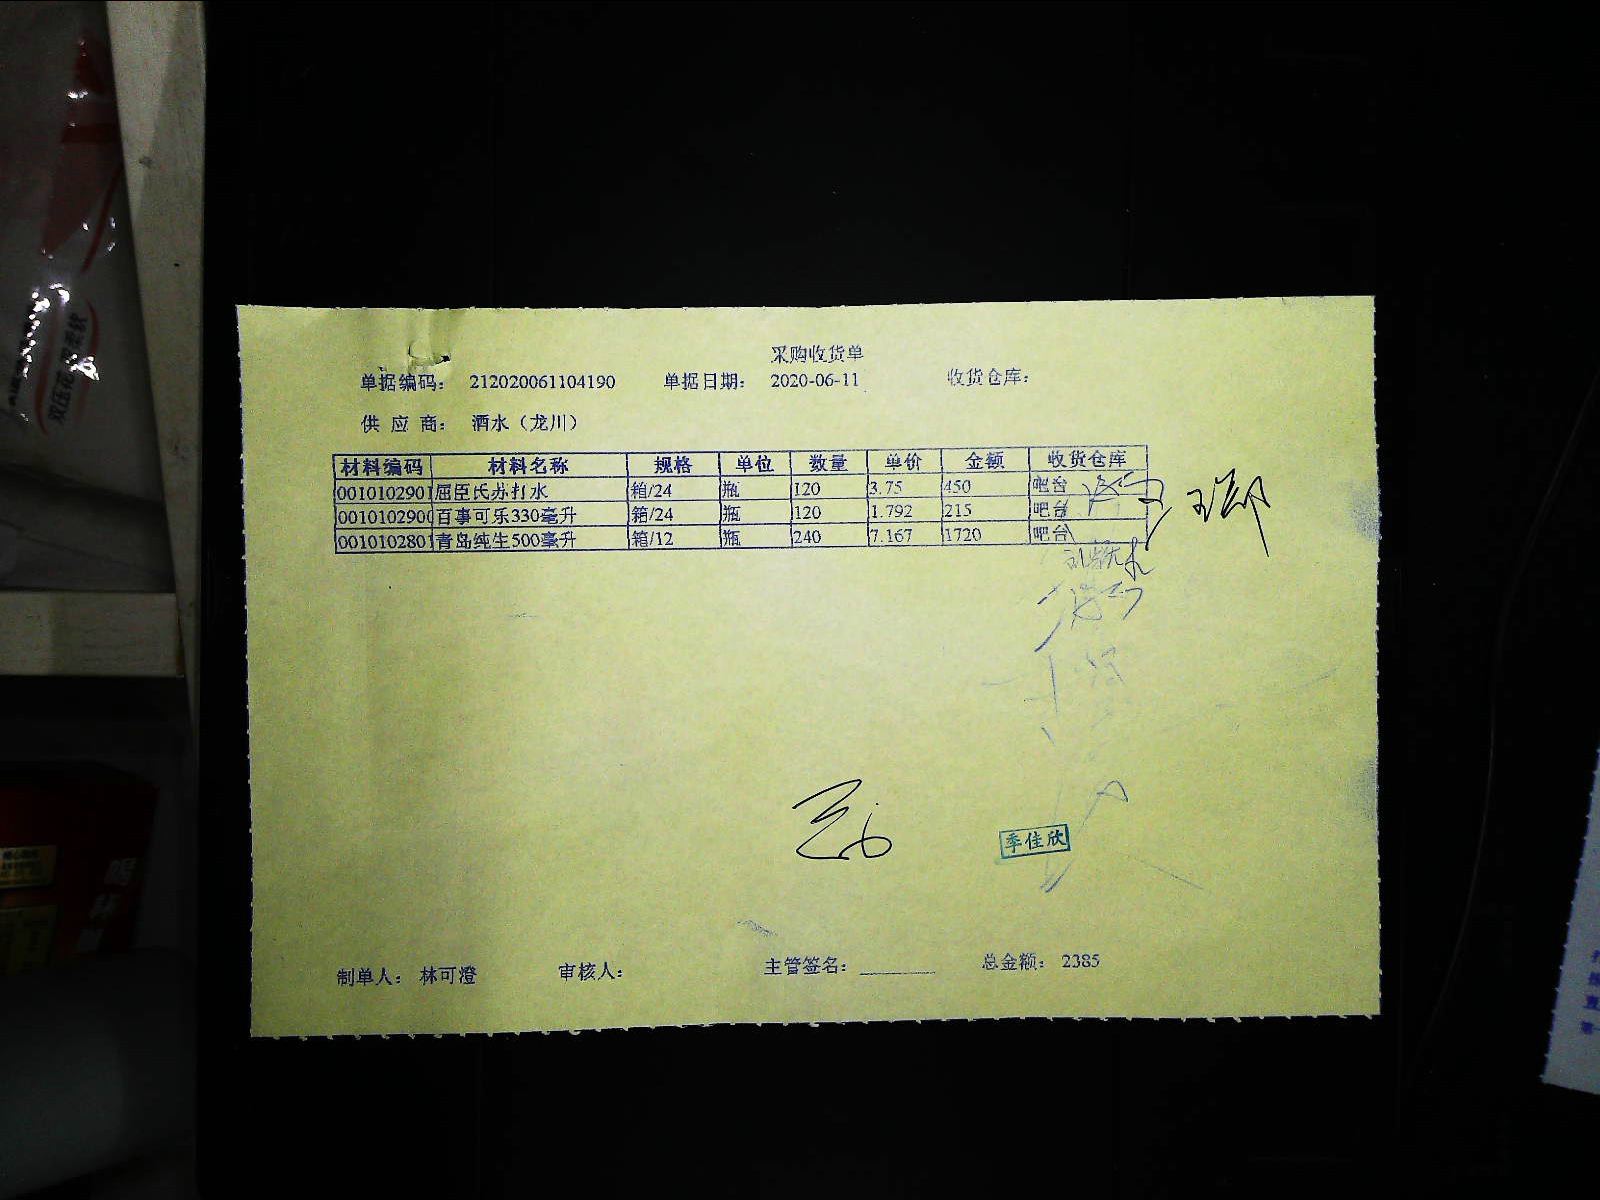 采购收货单
单据编码： 212020061104190 单据日期： 2020-06-11 收货仓库：
供 应 商： 酒水（龙川）
材料编码 材料名称 规格 单位 数量 单价 金额 收货仓库
0010102901 屈臣氏苏打水 箱/24 瓶 120 3.75 450 吧台
001010290 百事可乐330毫升 箱/24 瓶 120 1.792 215 吧台
0010102801 青岛纯生500毫升 箱/12 瓶 240 7.167 1720 吧台
季佳欣
制单人： 林可澄 审核人： 主管签名： 总金额： 2385
双压花
柔软